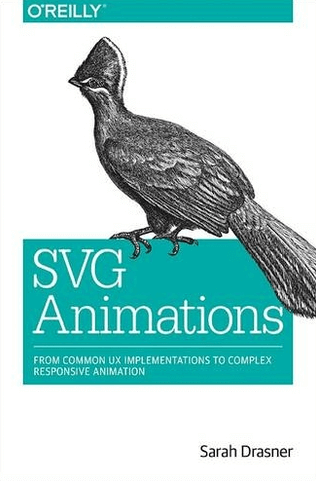 O'REILLY®
SVG
Animations
FROM COMMON UX IMPLEMENTATIONS TO COMPLEX
RESPONSIVE ANIMATION
Sarah Drasner